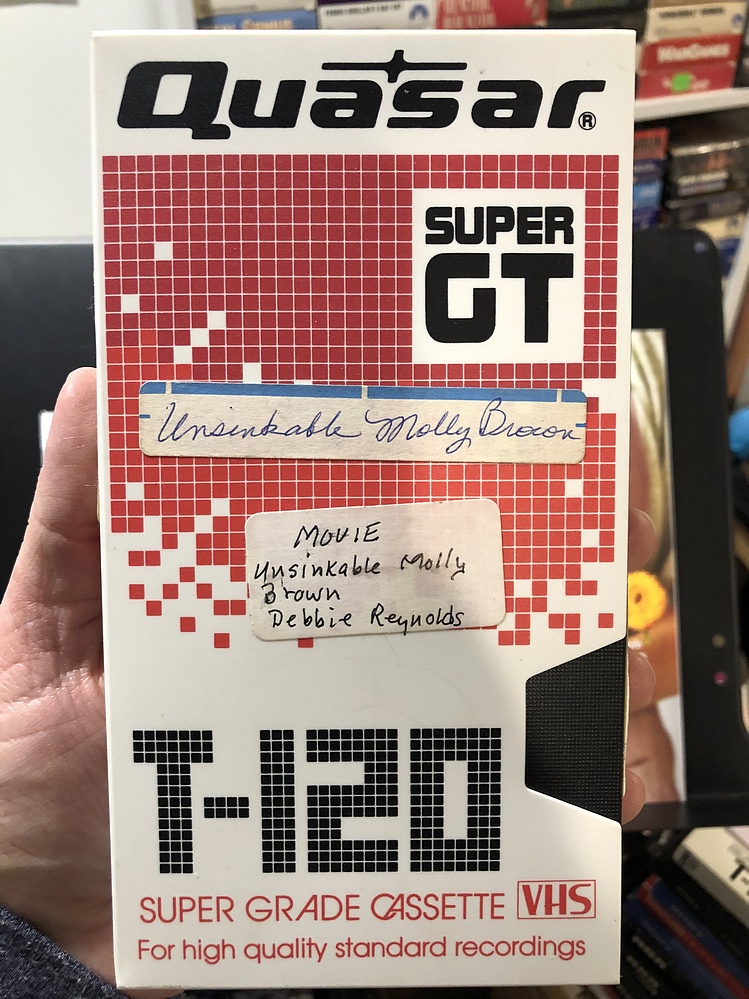 Quasar®
SUPER
GT
Unsinkable Molly Brown
MOVIE
Unsinkable Molly
Brown
Debbie Reynolds
T-120
SUPER GRADE CASSETTE VHS
For high quality standard recordings
WARGAMES